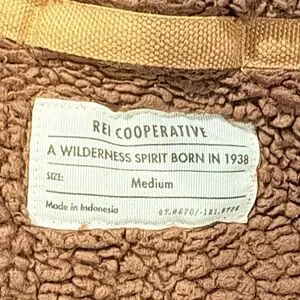 REI COOPERATIVE
A WILDERNESS SPIRIT BORN IN 1938
SIZE: Medium
Made in Indonesia